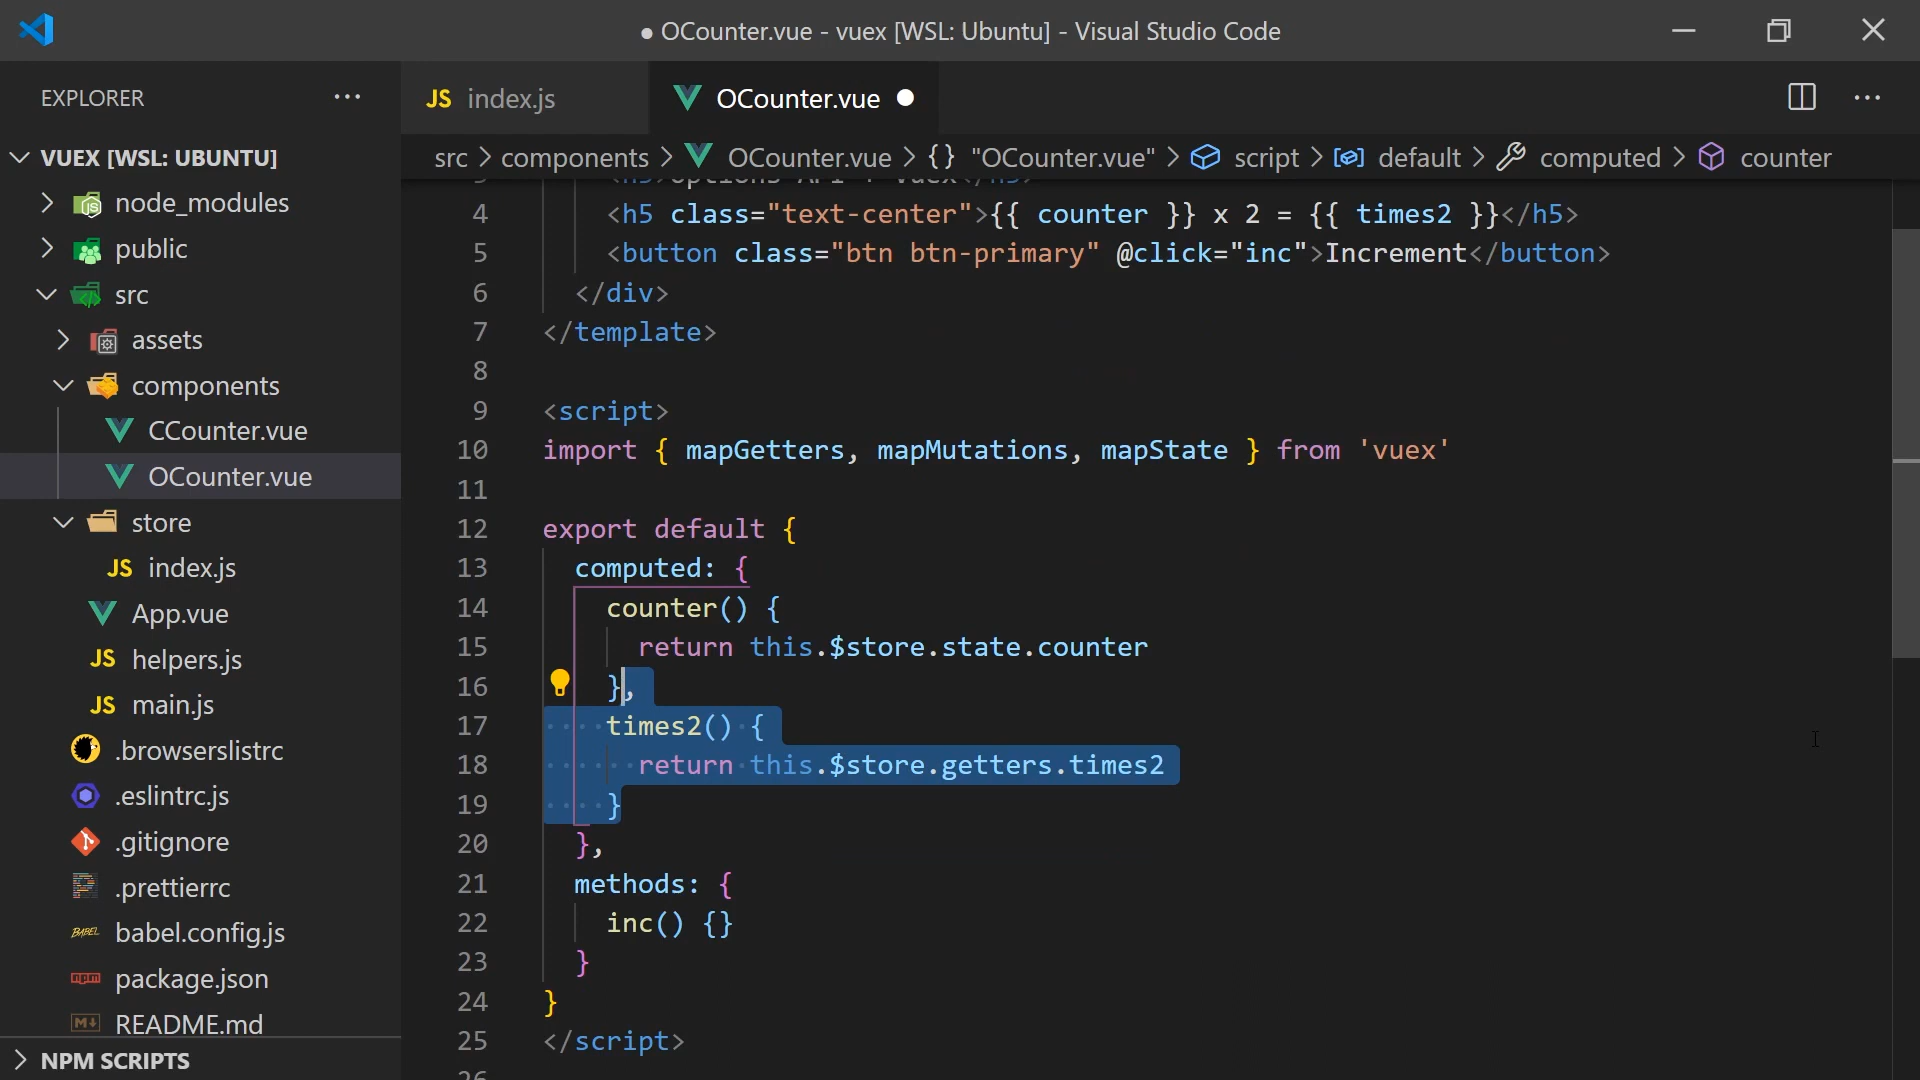 ● OCounter.vue - vuex [WSL: Ubuntu] - Visual Studio Code
EXPLORER
VUEX [WSL: UBUNTU]
node_modules
public
src
assets
components
CCounter.vue
OCounter.vue
store
index.js
App.vue
helpers.js
main.js
.browserslistrc
.eslintrc.js
.gitignore
.prettierrc
babel.config.js
package.json
README.md
NPM SCRIPTS
JS index.js
OCounter.vue ●
src > components > OCounter.vue > {} "OCounter.vue" > script > default > computed > counter
4 <h5 class="text-center">{{ counter }} x 2 = {{ times2 }}</h5>
5 <button class="btn btn-primary" @click="inc">Increment</button>
6 </div>
7 </template>
8
9 <script>
10 import { mapGetters, mapMutations, mapState } from 'vuex'
11
12 export default {
13 computed: {
14 counter() {
15 return this.$store.state.counter
16 },
17 times2() {
18 return this.$store.getters.times2
19 }
20 },
21 methods: {
22 inc() {}
23 }
24 }
25 </script>